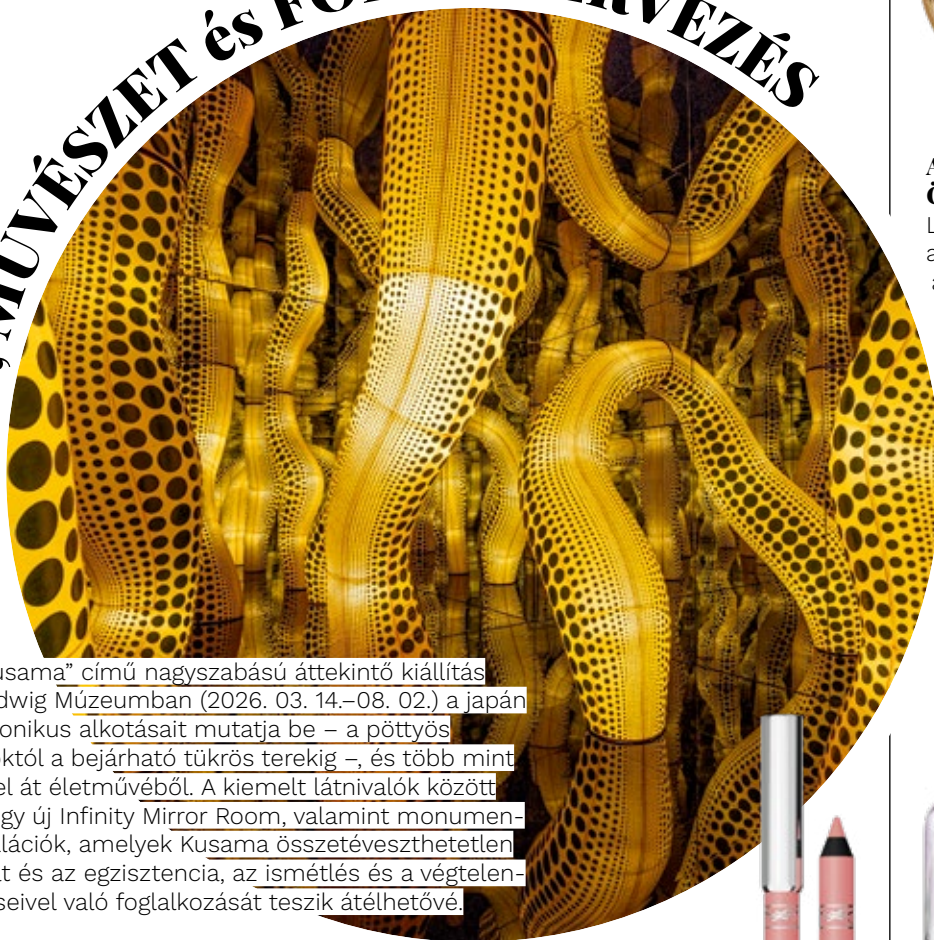 MŰVÉSZET és
usama” című nagyszabású áttekintő kiállítás
dwig Múzeumban (2026. 03. 14.–08. 02.) a japán
onikus alkotásait mutatja be – a pöttyös
októl a bejárható tükrös terekig –, és több mint
el át életművéből. A kiemelt látnivalók között
gy új Infinity Mirror Room, valamint monumen-
lációk, amelyek Kusama összetéveszthetetlen
t és az egzisztencia, az ismétlés és a végtelen-
seivel való foglalkozását teszik átélhetővé.